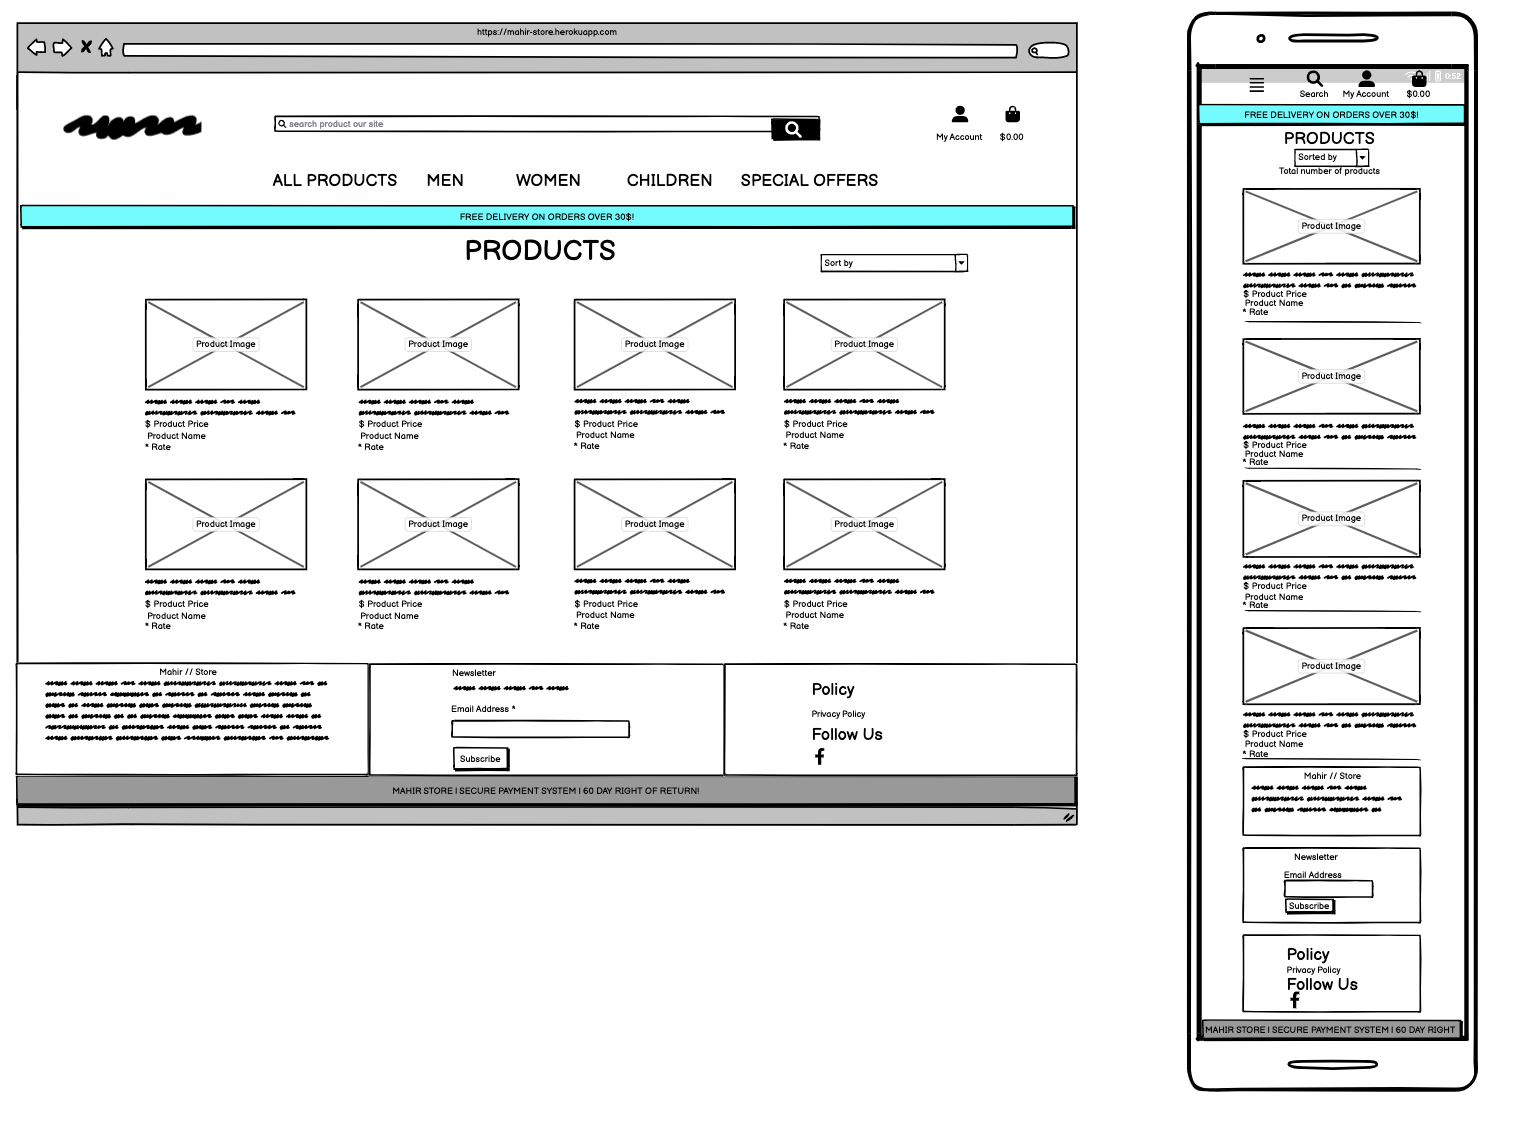 https://mahir-store.herokuapp.com
search product our site
My Account $0.00
ALL PRODUCTS MEN WOMEN CHILDREN SPECIAL OFFERS
FREE DELIVERY ON ORDERS OVER 30$!
PRODUCTS
Sort by
Product Image Product Image Product Image Product Image
$ Product Price $ Product Price $ Product Price $ Product Price
Product Name Product Name Product Name Product Name
* Rate * Rate * Rate * Rate
Product Image Product Image Product Image Product Image
$ Product Price $ Product Price $ Product Price $ Product Price
Product Name Product Name Product Name Product Name
* Rate * Rate * Rate * Rate
Mahir // Store
Newsletter
Email Address *
Subscribe
Policy
Privacy Policy
Follow Us
MAHIR STORE | SECURE PAYMENT SYSTEM | 60 DAY RIGHT OF RETURN!
0:52
Search My Account $0.00
FREE DELIVERY ON ORDERS OVER 30$!
PRODUCTS
Sorted by
Total number of products
Product Image
$ Product Price
Product Name
* Rate
Product Image
$ Product Price
Product Name
* Rate
Product Image
$ Product Price
Product Name
* Rate
Product Image
$ Product Price
Product Name
* Rate
Mahir // Store
Newsletter
Email Address
Subscribe
Policy
Privacy Policy
Follow Us
MAHIR STORE | SECURE PAYMENT SYSTEM | 60 DAY RIGHT